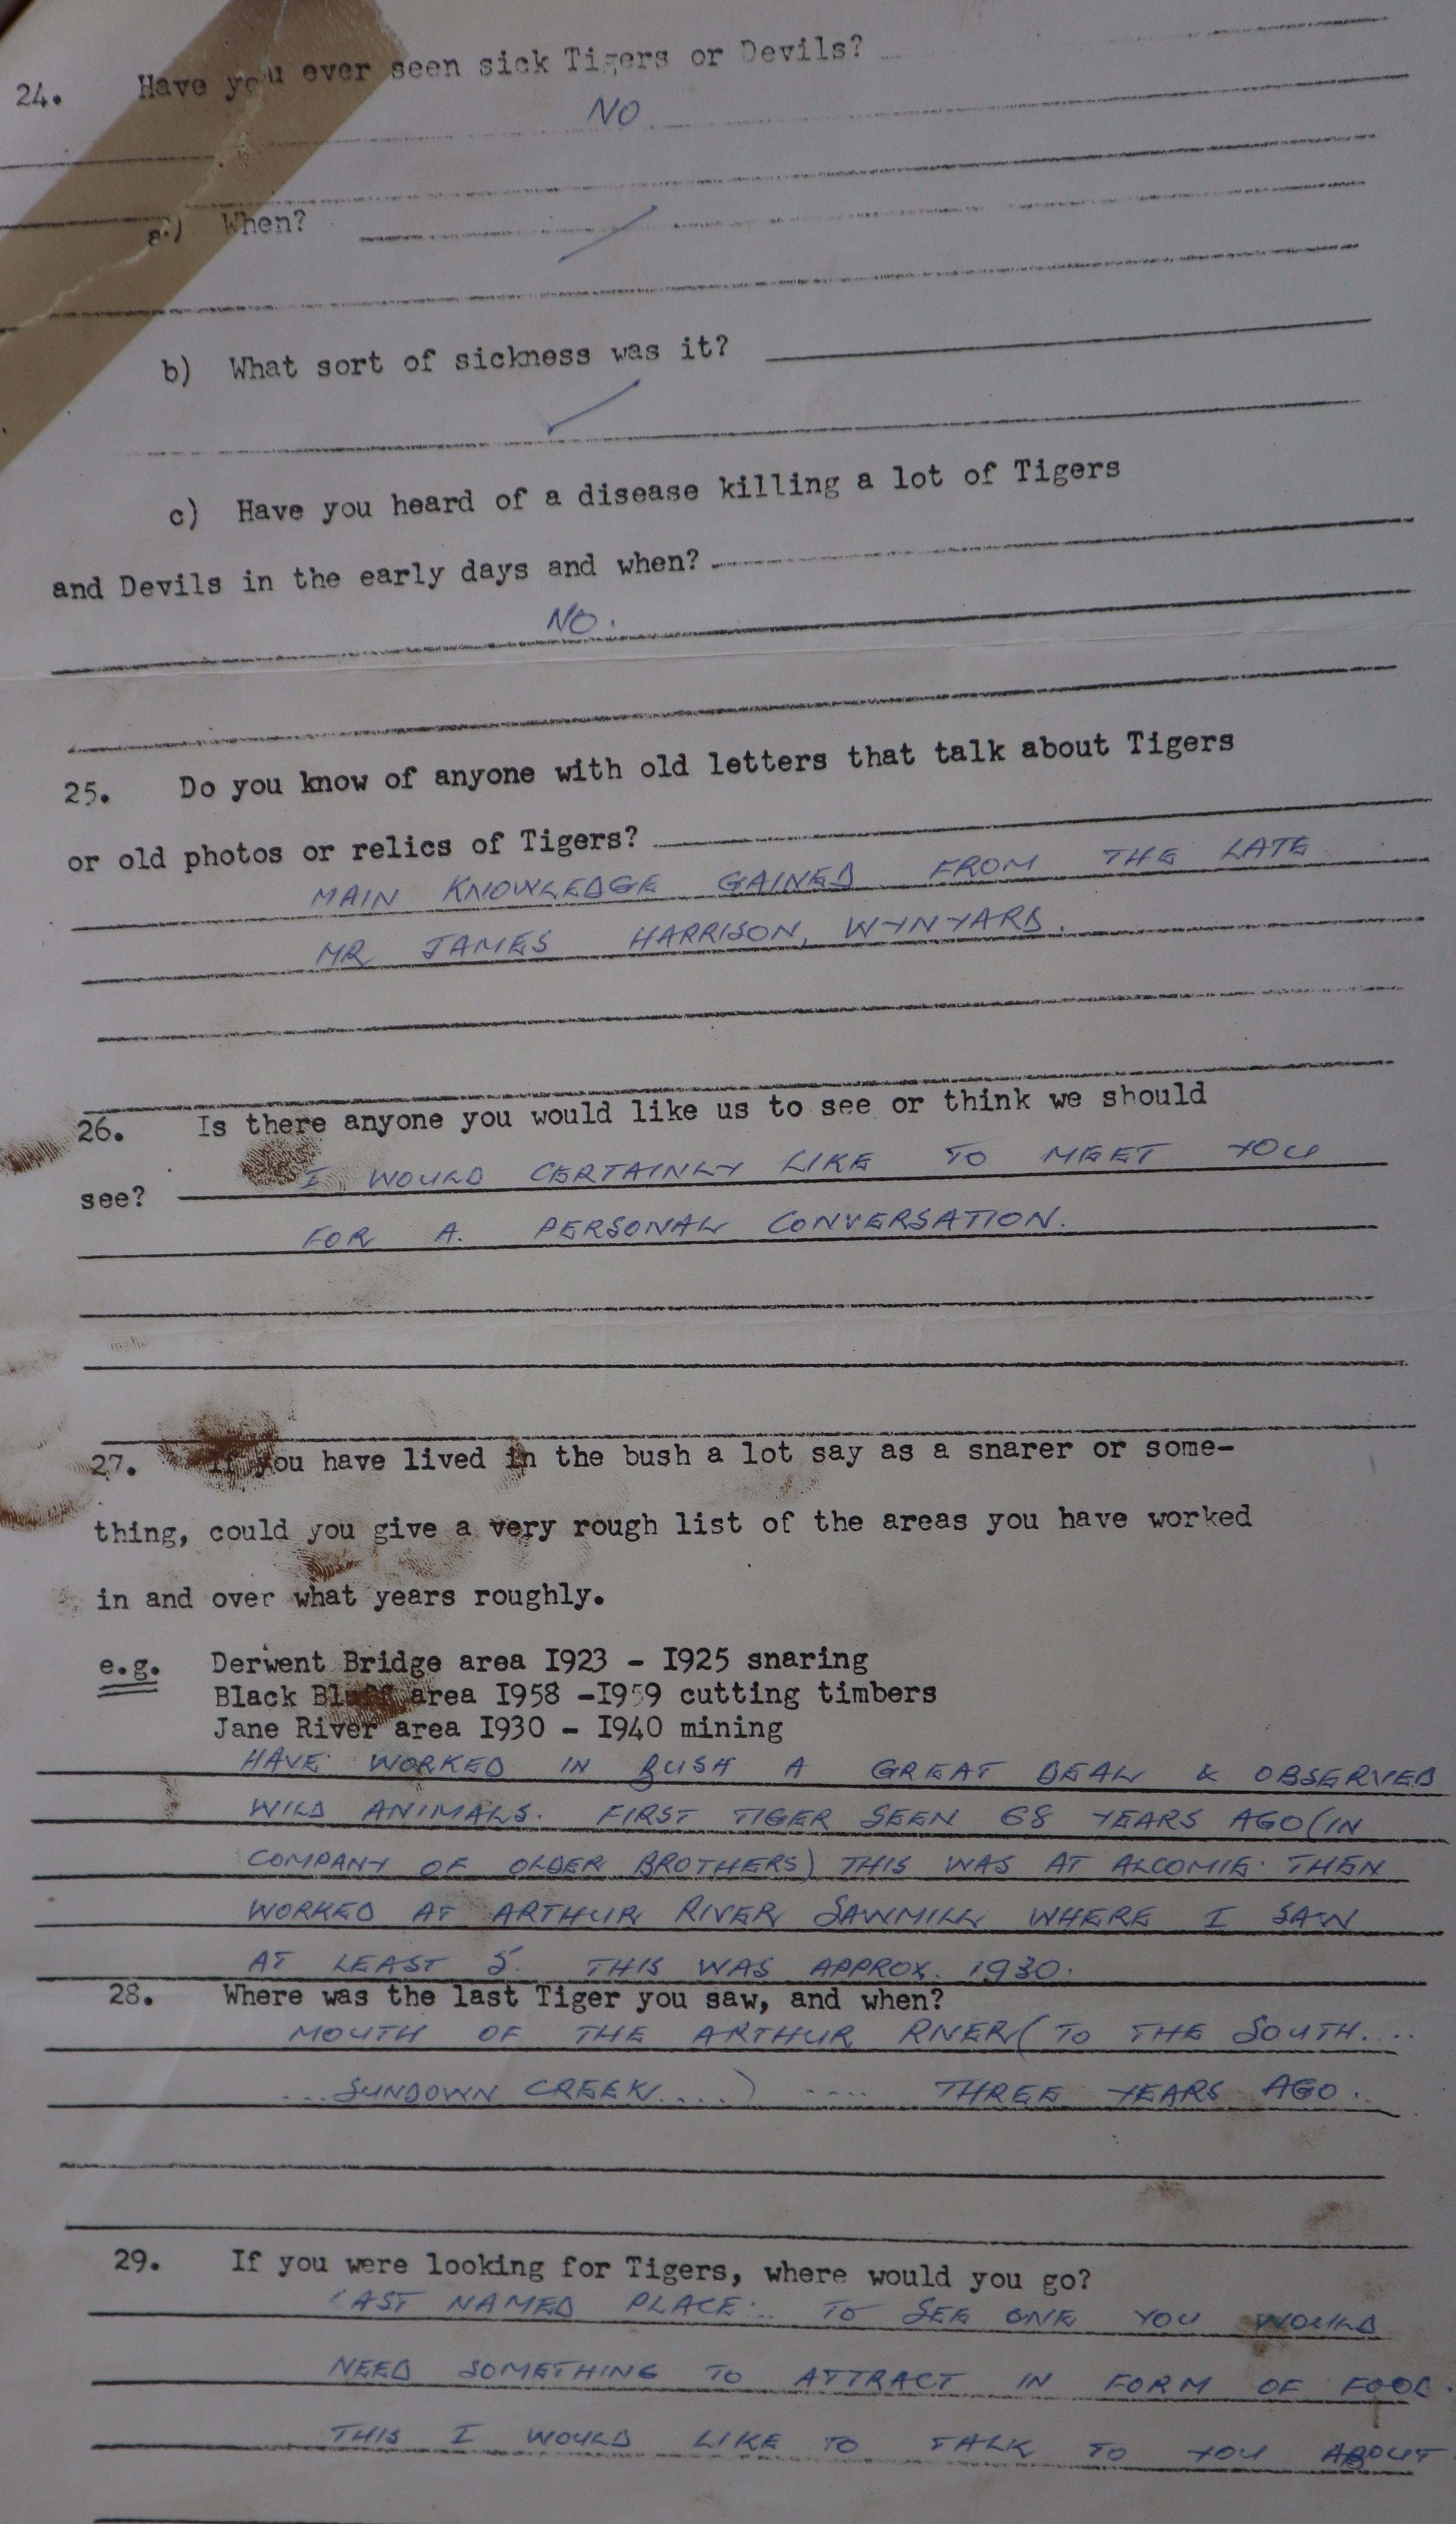 24. Have you ever seen sick Tigers or Devils?
NO
a) When?
b) What sort of sickness was it?
c) Have you heard of a disease killing a lot of Tigers
and Devils in the early days and when?
NO.
25. Do you know of anyone with old letters that talk about Tigers
or old photos or relics of Tigers?
MAIN KNOWLEDGE GAINED FROM THE LATE
MR JAMES HARRISON, WYNYARD.
26. Is there anyone you would like us to see or think we should
see? I WOULD CERTAINLY LIKE TO MEET YOU
FOR A. PERSONAL CONVERSATION.
27. If you have lived in the bush a lot say as a snarer or some-
thing, could you give a very rough list of the areas you have worked
in and over what years roughly.
e.g. Derwent Bridge area I923 - I925 snaring
Black Bluff area I958 -I959 cutting timbers
Jane River area I930 - I940 mining
HAVE WORKED IN BUSH A GREAT DEAL & OBSERVED
WILD ANIMALS. FIRST TIGER SEEN 68 YEARS AGO (IN
COMPANY OF OLDER BROTHERS) THIS WAS AT ALCOMIE. THEN
WORKED AT ARTHUR RIVER SAWMILL WHERE I SAW
AT LEAST 5. THIS WAS APPROX. 1930.
28. Where was the last Tiger you saw, and when?
MOUTH OF THE ARTHUR RIVER (TO THE SOUTH. ..
...SUNDOWN CREEK....) .... THREE YEARS AGO.
29. If you were looking for Tigers, where would you go?
LAST NAMED PLACE... TO SEE ONE YOU WOULD
NEED SOMETHING TO ATTRACT IN FORM OF FOOD.
THIS I WOULD LIKE TO TALK TO YOU ABOUT